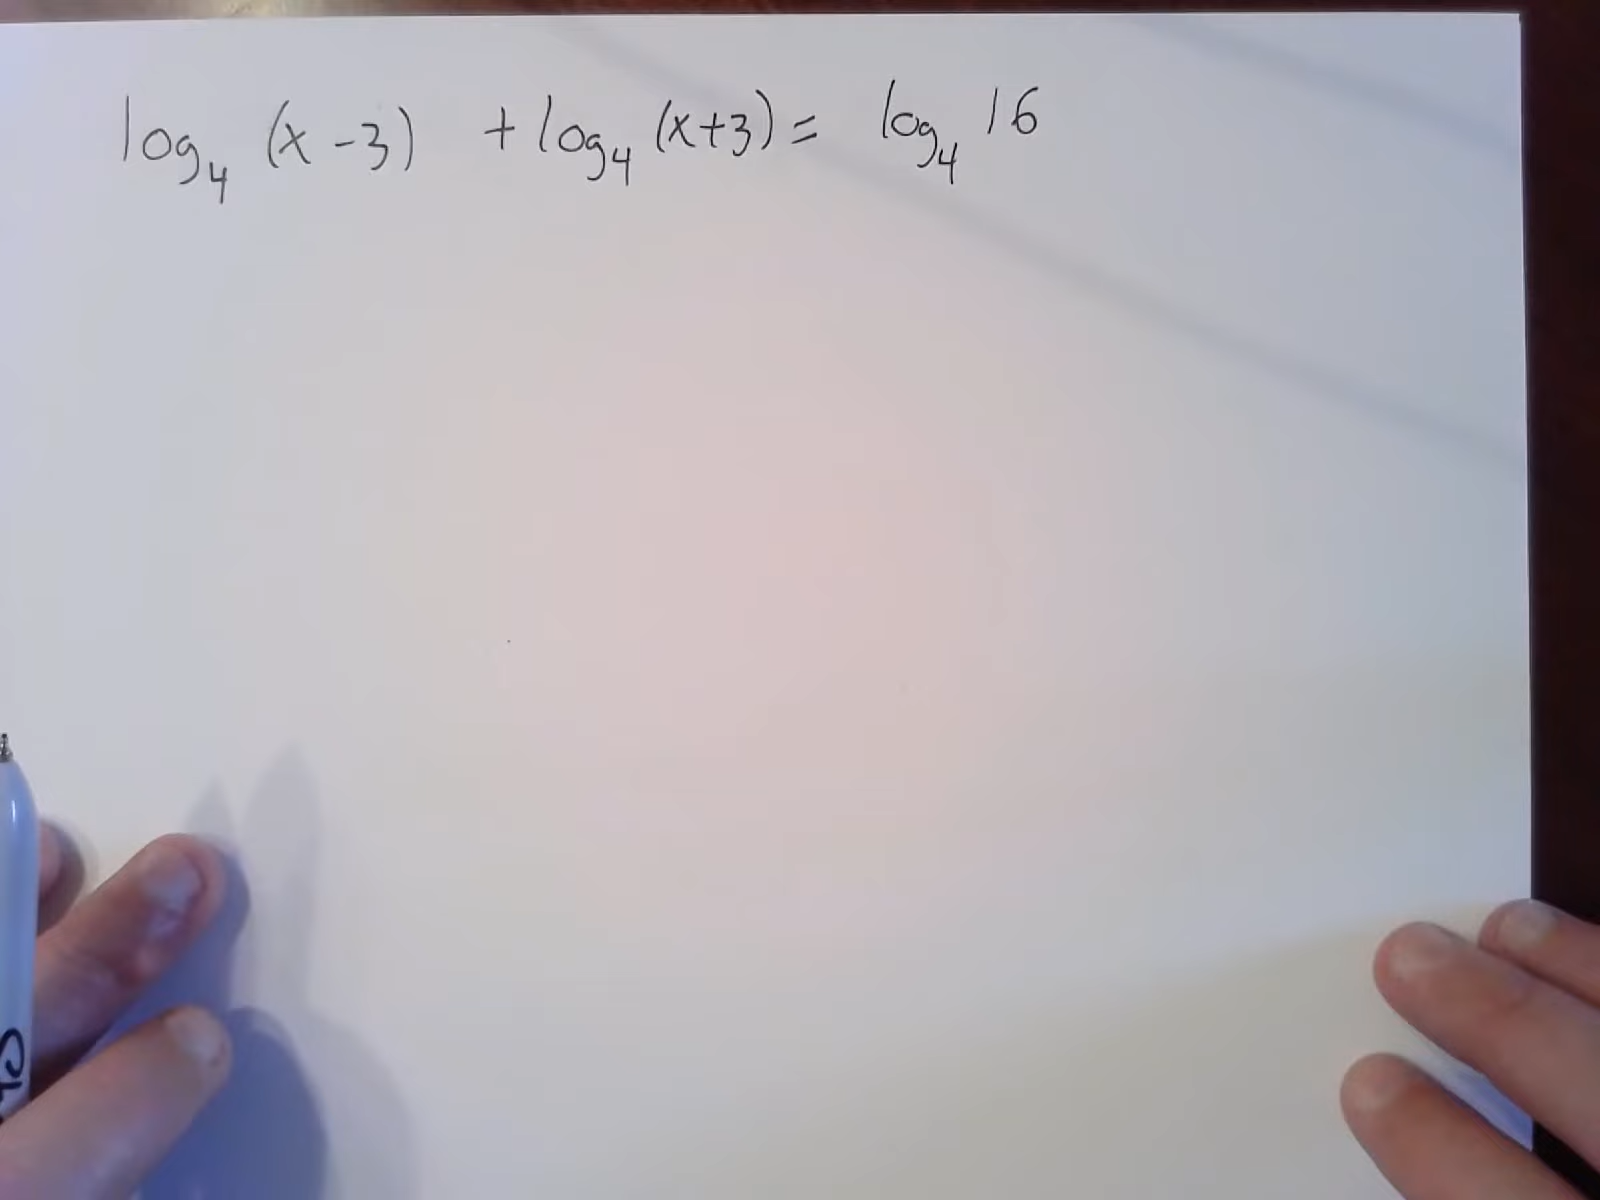 log₄ (x-3) + log₄ (x+3) = log₄ 16